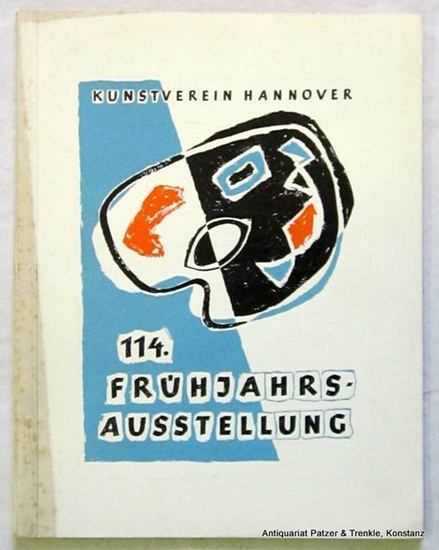 KUNSTVEREIN HANNOVER
114.
FRÜHJAHRS-
AUSSTELLUNG
Antiquariat Patzer & Trenkle, Konstanz